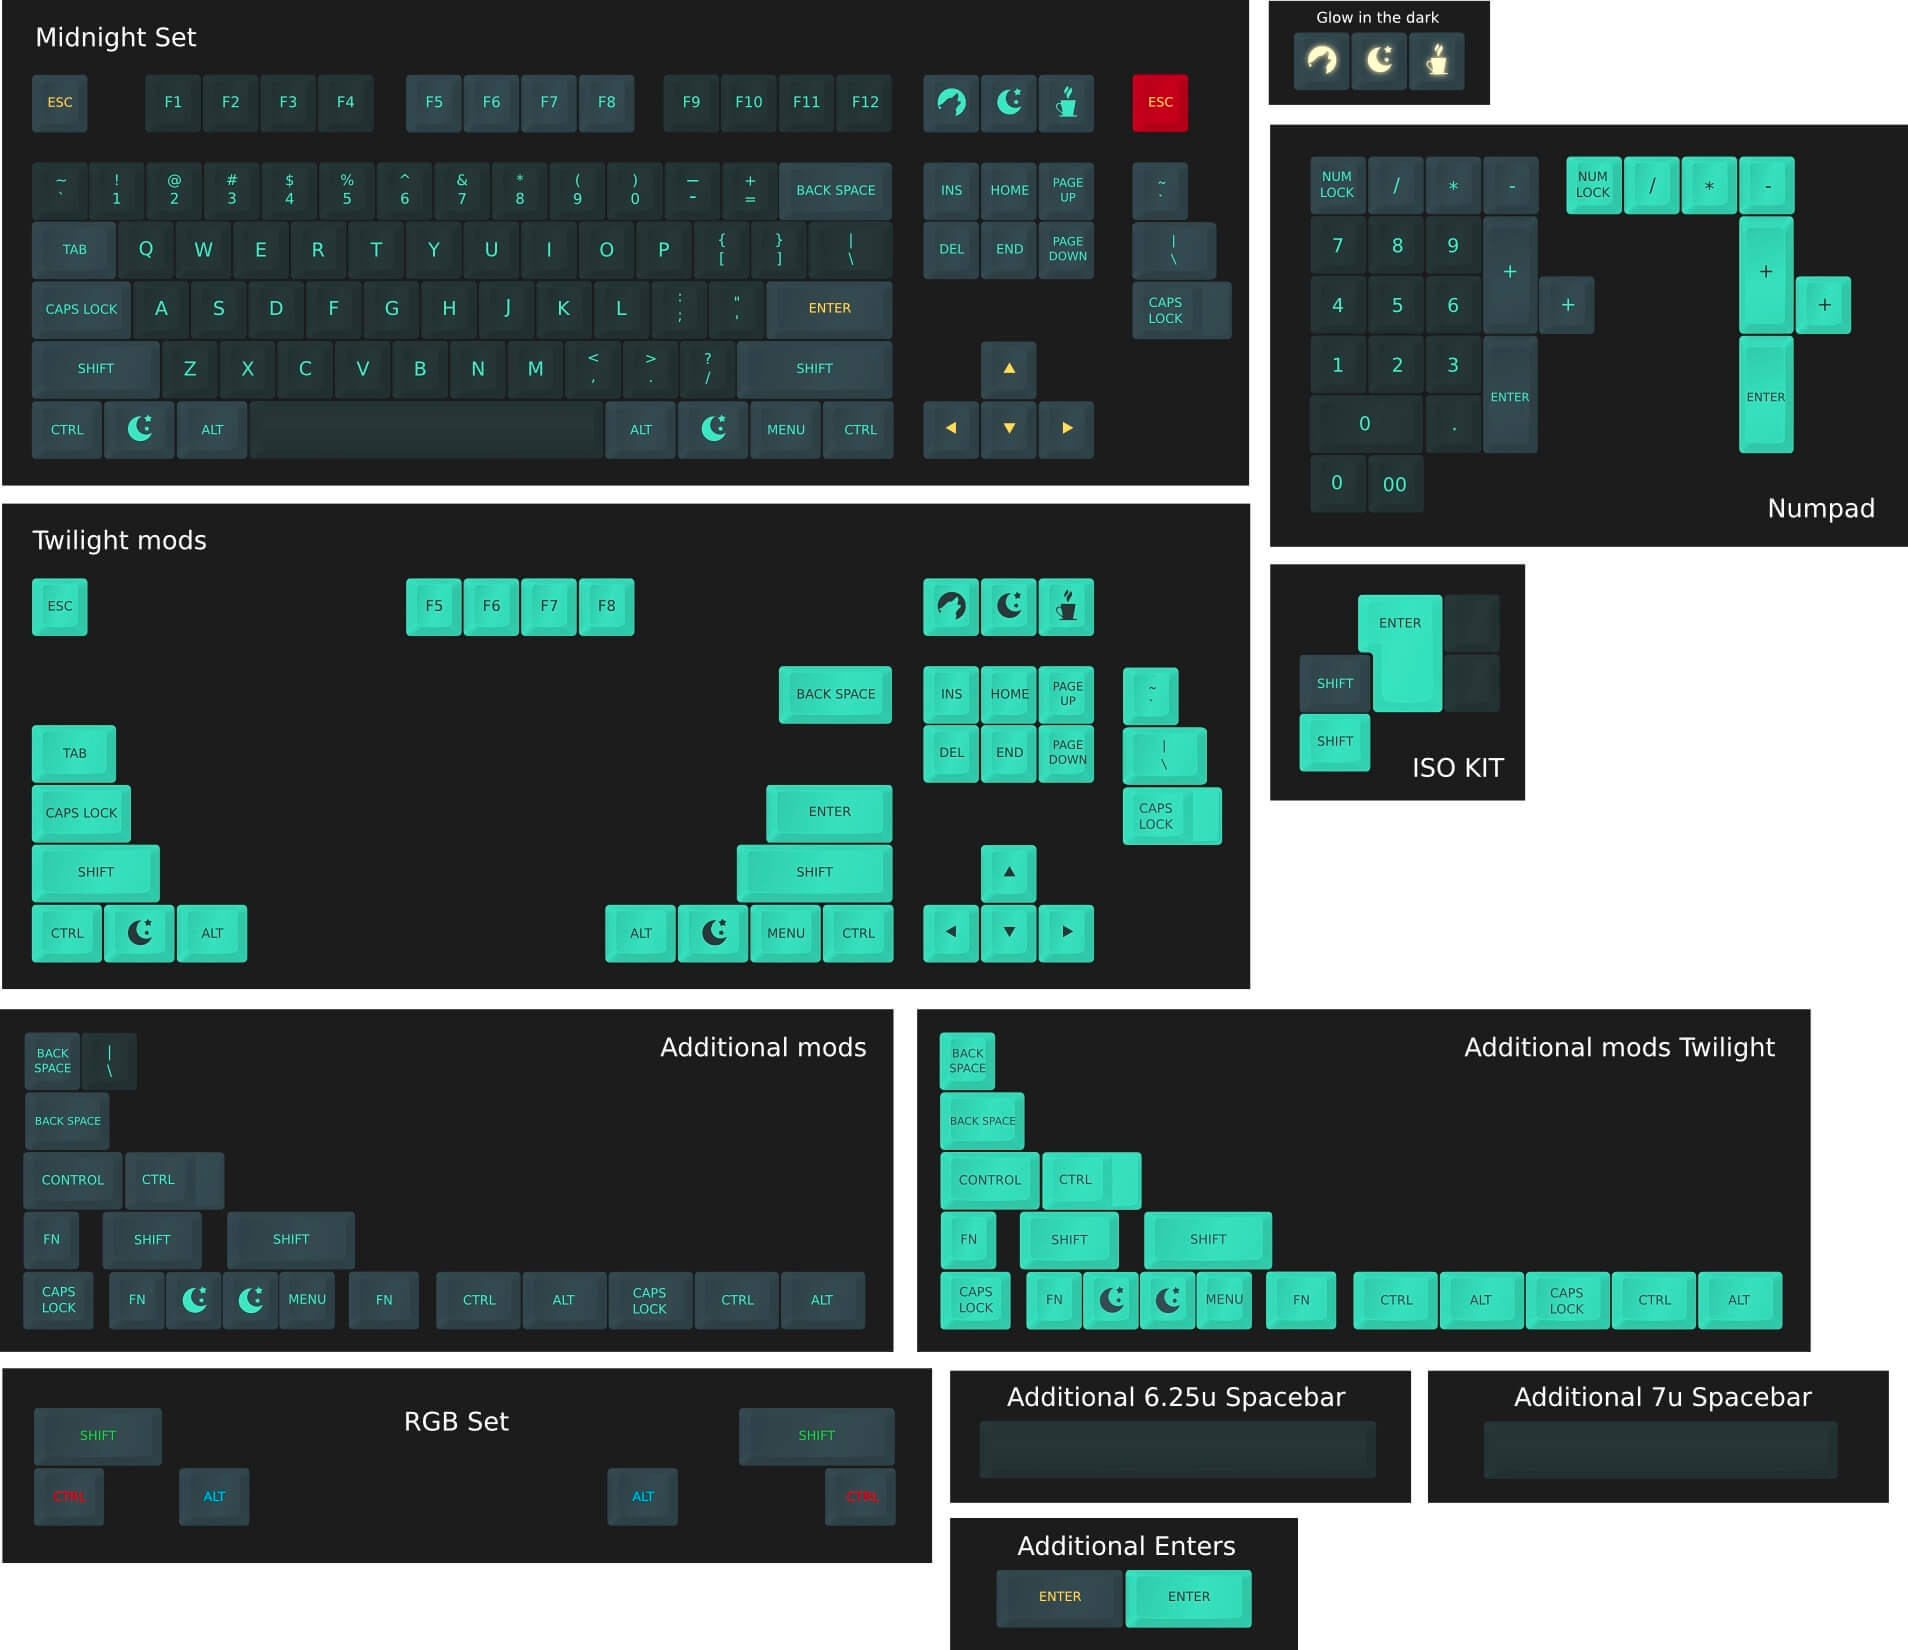 Midnight Set
ESC F1 F2 F3 F4 F5 F6 F7 F8 F9 F10 F11 F12 ESC
~ ! @ # $ % ^ & * ( ) — +
` 1 2 3 4 5 6 7 8 9 0 - = BACK SPACE INS HOME PAGE UP ~ `
TAB Q W E R T Y U I O P { [ } ] | \ DEL END PAGE DOWN | \
CAPS LOCK A S D F G H J K L : ; " ' ENTER CAPS LOCK
SHIFT Z X C V B N M < , > . ? / SHIFT ▲
CTRL ALT ALT MENU CTRL ◀ ▼ ▶
Glow in the dark
NUM LOCK / * - NUM LOCK / * -
7 8 9 + +
4 5 6 + +
1 2 3 ENTER ENTER
0 .
0 00
Numpad
Twilight mods
ESC F5 F6 F7 F8
BACK SPACE INS HOME PAGE UP ~ `
TAB DEL END PAGE DOWN | \
CAPS LOCK ENTER CAPS LOCK
SHIFT SHIFT ▲
CTRL ALT ALT MENU CTRL ◀ ▼ ▶
ENTER
SHIFT
SHIFT
ISO KIT
Additional mods
BACK SPACE | \
BACK SPACE
CONTROL CTRL
FN SHIFT SHIFT
CAPS LOCK FN MENU FN CTRL ALT CAPS LOCK CTRL ALT
Additional mods Twilight
BACK SPACE
BACK SPACE
CONTROL CTRL
FN SHIFT SHIFT
CAPS LOCK FN MENU FN CTRL ALT CAPS LOCK CTRL ALT
RGB Set
SHIFT SHIFT
CTRL ALT ALT CTRL
Additional 6.25u Spacebar
Additional 7u Spacebar
Additional Enters
ENTER ENTER